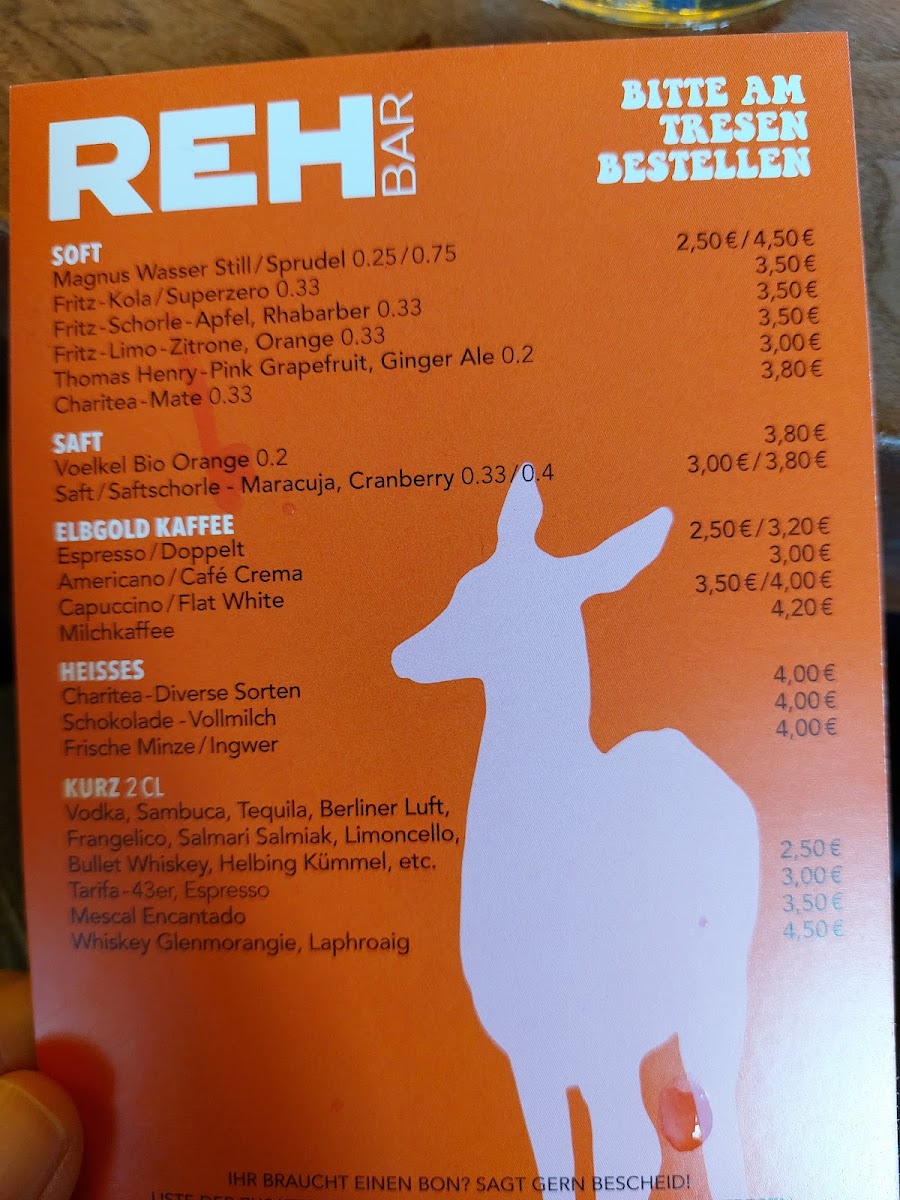 REH BAR
BITTE AM
TRESEN
BESTELLEN
SOFT
Magnus Wasser Still/Sprudel 0.25/0.75 2,50€/4,50€
Fritz-Kola/Superzero 0.33 3,50€
Fritz-Schorle-Apfel, Rhabarber 0.33 3,50€
Fritz-Limo-Zitrone, Orange 0.33 3,50€
Thomas Henry-Pink Grapefruit, Ginger Ale 0.2 3,00€
Charitea-Mate 0.33 3,80€
SAFT
Voelkel Bio Orange 0.2 3,80€
Saft/Saftschorle - Maracuja, Cranberry 0.33/0.4 3,00€/3,80€
ELBGOLD KAFFEE
Espresso/Doppelt 2,50€/3,20€
Americano/Café Crema 3,00€
Capuccino/Flat White 3,50€/4,00€
Milchkaffee 4,20€
HEISSES
Charitea-Diverse Sorten 4,00€
Schokolade-Vollmilch 4,00€
Frische Minze/Ingwer 4,00€
KURZ 2 CL
Vodka, Sambuca, Tequila, Berliner Luft,
Frangelico, Salmari Salmiak, Limoncello,
Bullet Whiskey, Helbing Kümmel, etc. 2,50€
Tarifa-43er, Espresso 3,00€
Mescal Encantado 3,50€
Whiskey Glenmorangie, Laphroaig 4,50€
IHR BRAUCHT EINEN BON? SAGT GERN BESCHEID!
LISTE DER